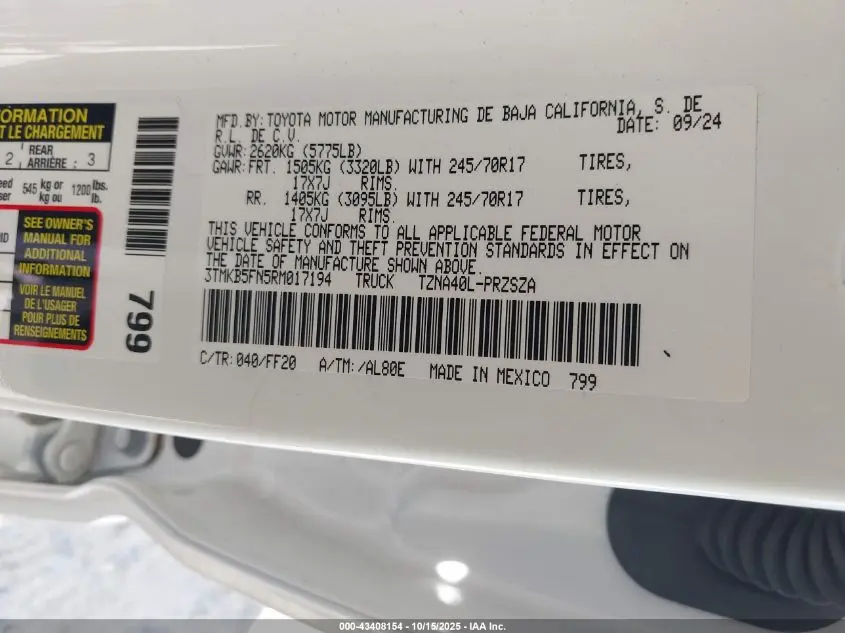 ORMATION
T LE CHARGEMENT
2 REAR ARRIÈRE : 3
545 kg or kg ou 1200 lbs. lb.
SEE OWNER'S
MANUAL FOR
ADDITIONAL
INFORMATION
VOIR LE MANUEL
DE L'USAGER
POUR PLUS DE
RENSEIGNEMENTS
799
MFD.BY:TOYOTA MOTOR MANUFACTURING DE BAJA CALIFORNIA, S. DE
R.L. DE C.V. DATE: 09/24
GVWR:2620KG (5775LB)
GAWR:FRT. 1505KG (3320LB) WITH 245/70R17 TIRES,
17X7J RIMS.
RR. 1405KG (3095LB) WITH 245/70R17 TIRES,
17X7J RIMS.
THIS VEHICLE CONFORMS TO ALL APPLICABLE FEDERAL MOTOR
VEHICLE SAFETY AND THEFT PREVENTION STANDARDS IN EFFECT ON
THE DATE OF MANUFACTURE SHOWN ABOVE.
3TMKB5FN5RM017194 TRUCK TZNA40L-PRZSZA
C/TR:040/FF20 A/TM:/AL80E MADE IN MEXICO 799
000-43408154 - 10/15/2025 - IAA Inc.